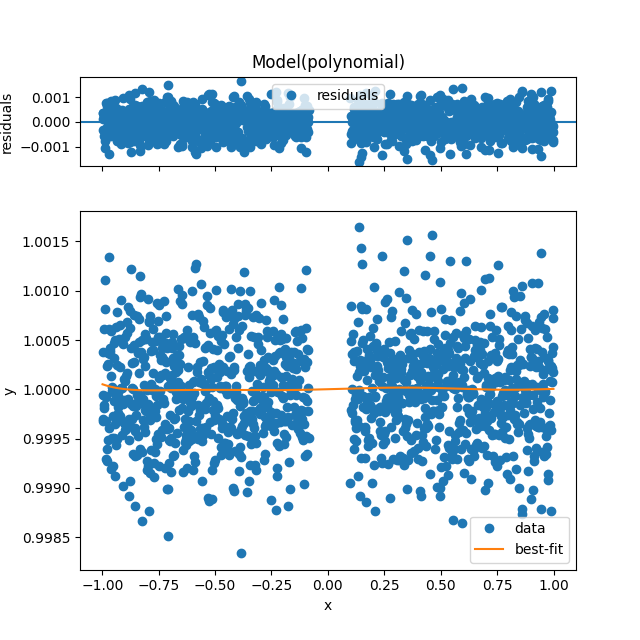 Model(polynomial)
residuals
0.001
0.000
−0.001
residuals
1.0015
1.0010
1.0005
1.0000
0.9995
0.9990
0.9985
y
data
best-fit
−1.00 −0.75 −0.50 −0.25 0.00 0.25 0.50 0.75 1.00
x